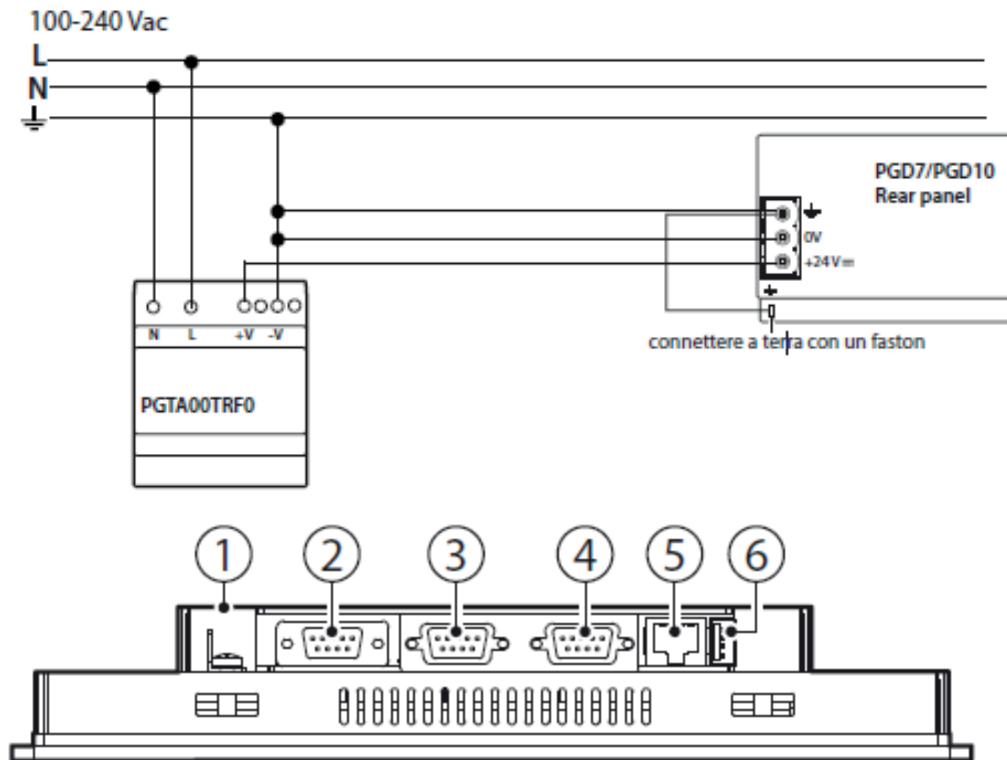 100-240 Vac
L
N
PGD7/PGD10
Rear panel
0V
+24 V
N L +V -V
connettere a terra con un faston
PGTA00TRF0
1 2 3 4 5 6